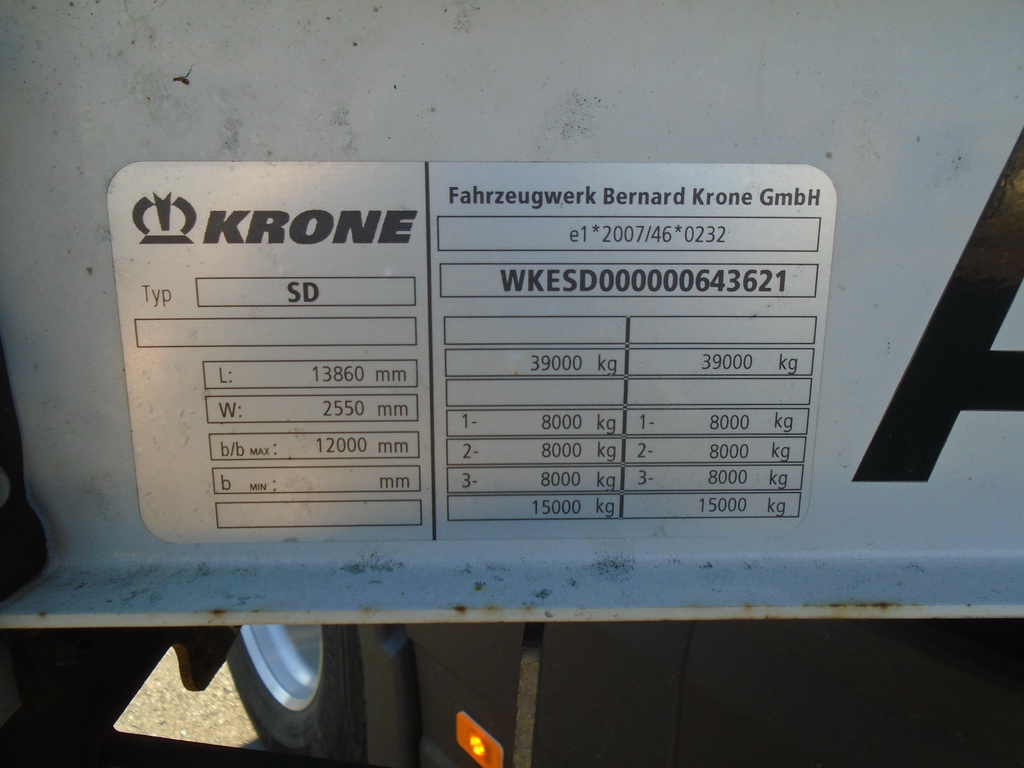 KRONE
Typ SD
L: 13860 mm
W: 2550 mm
b/b MAX: 12000 mm
b MIN: mm
Fahrzeugwerk Bernard Krone GmbH
e1*2007/46*0232
WKESD000000643621
39000 kg 39000 kg
1- 8000 kg 1- 8000 kg
2- 8000 kg 2- 8000 kg
3- 8000 kg 3- 8000 kg
15000 kg 15000 kg
A